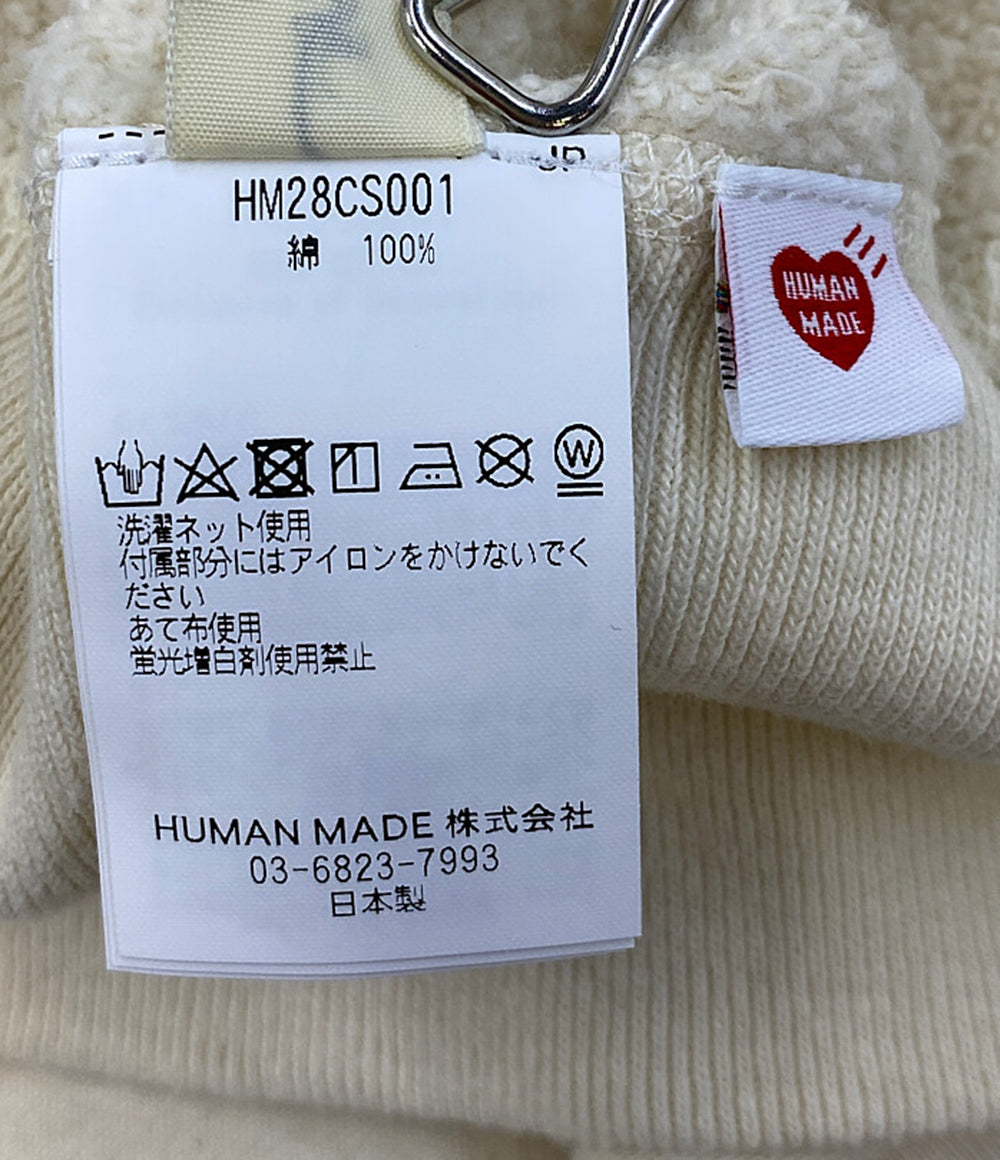 JP
HM28CS001
綿 100%
W
洗濯ネット使用
付属部分にはアイロンをかけないでく
ださい
あて布使用
蛍光増白剤使用禁止
HUMAN MADE 株式会社
03-6823-7993
日本製
HUMAN
MADE